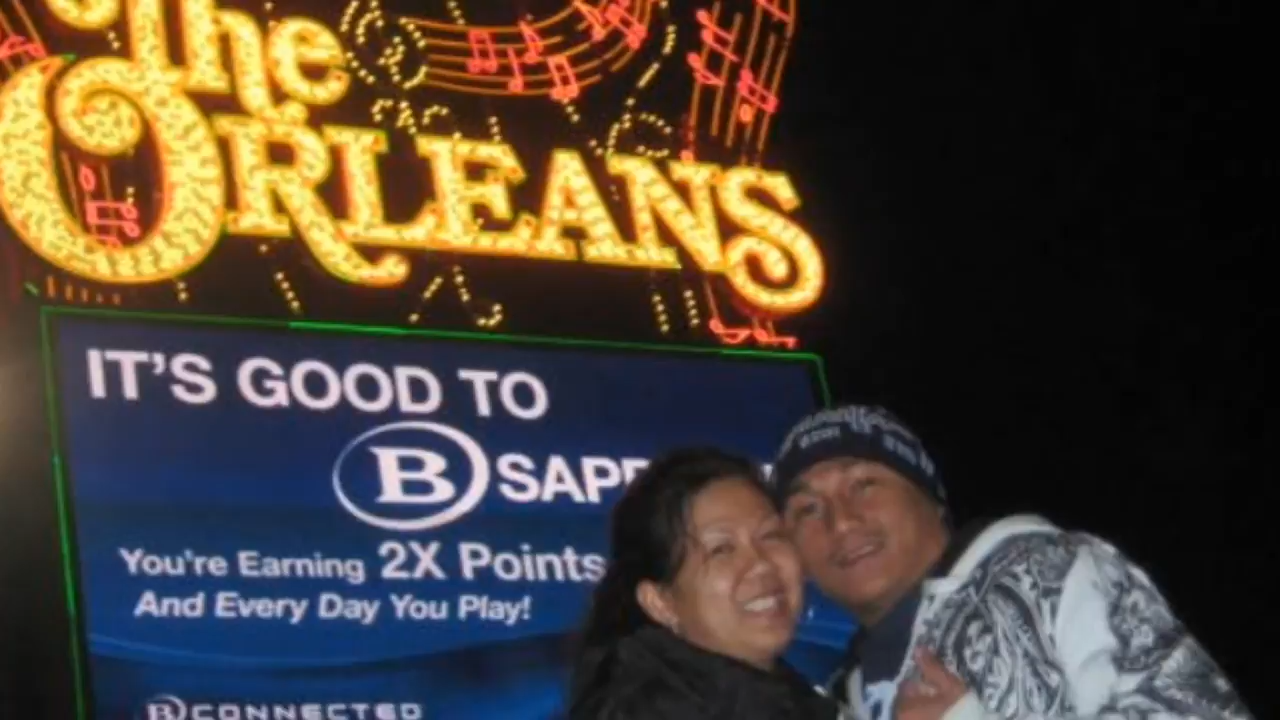 The
ORLEANS
IT'S GOOD TO
B SAPP
You're Earning 2X Points
And Every Day You Play!
B CONNECTED